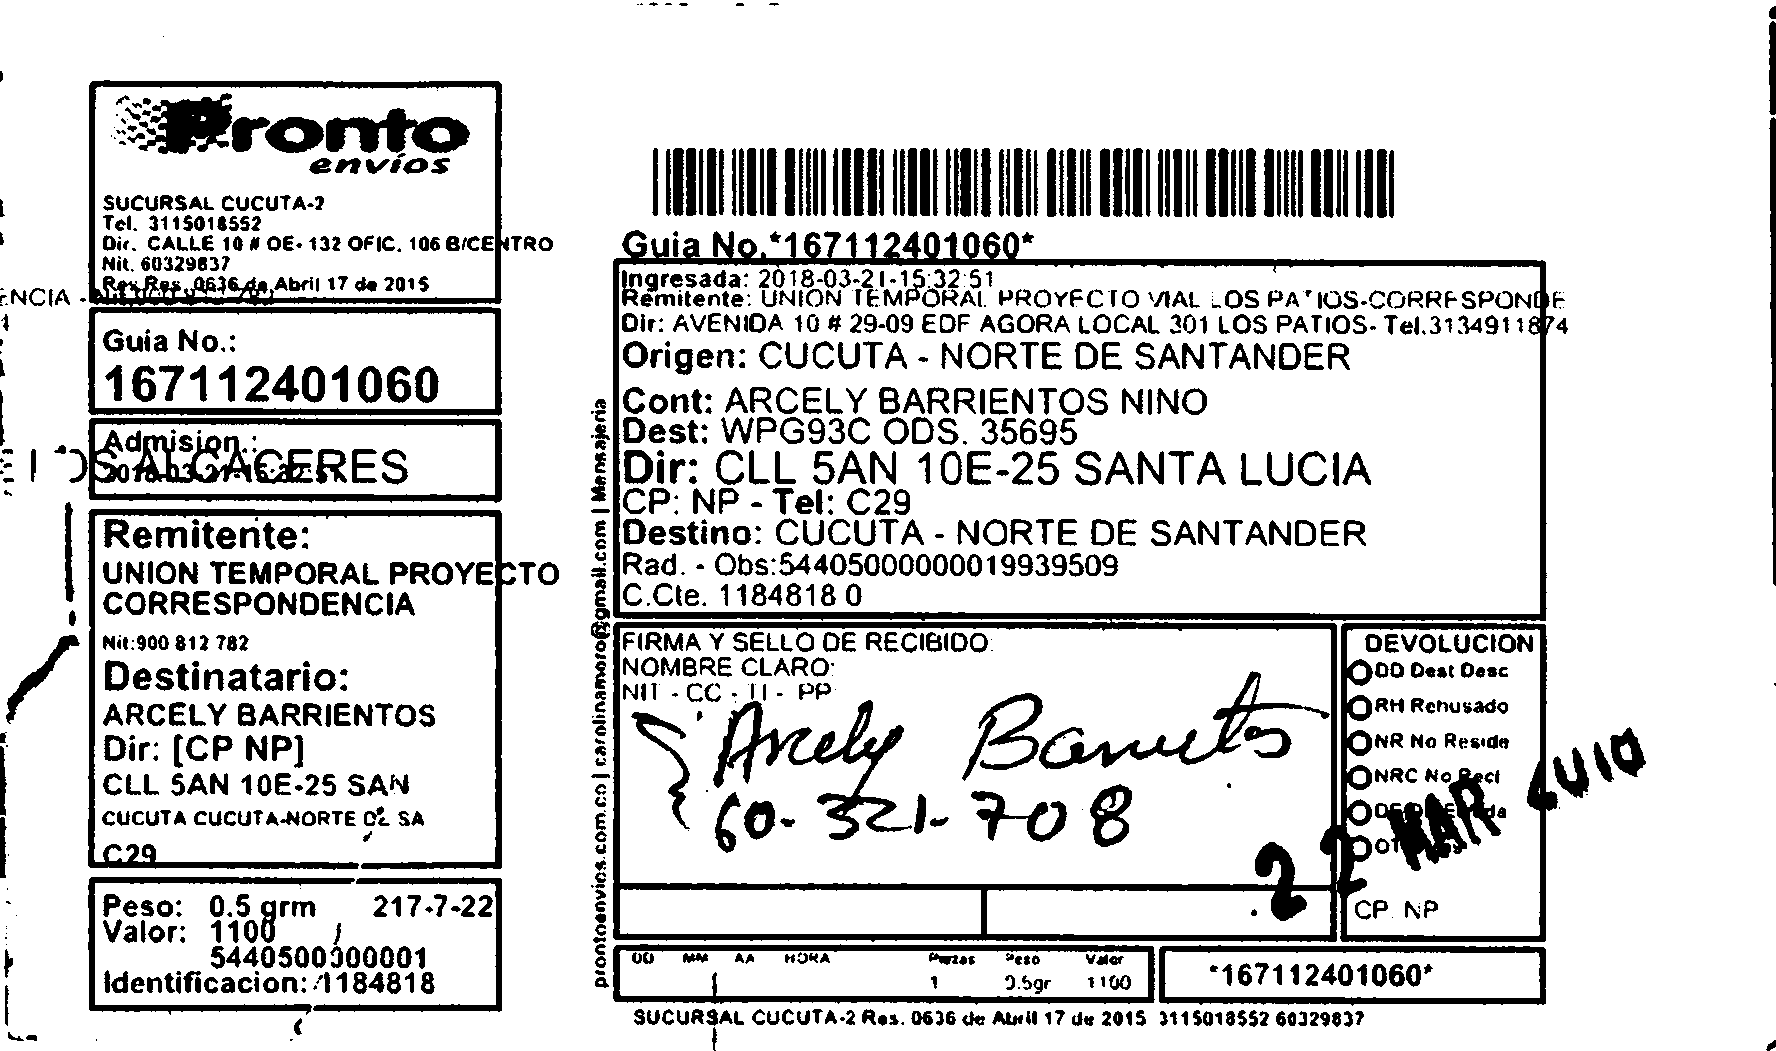 Pronto
envíos
SUCURSAL CUCUTA-2
Tel. 3115018552
Dir. CALLE 10 # OE- 132 OFIC. 106 B/CENTRO
Nit. 60329837
Rev Res. 0636 de Abril 17 de 2015
Guia No.:
167112401060
Admision :
ALCACERES
Remitente:
UNION TEMPORAL PROYECTO
CORRESPONDENCIA
Nit:900 812 782
Destinatario:
ARCELY BARRIENTOS
Dir: [CP NP]
CLL 5AN 10E-25 SAN
CUCUTA CUCUTA-NORTE DE SA
C29
Peso: 0.5 grm 217-7-22
Valor: 1100
5440500000001
Identificacion: 1184818
prontoenvios.com.co | carolinamoro@gmail.com | Mensajeria
Guia No.*167112401060*
Ingresada: 2018-03-21-15:32:51
Remitente: UNION TEMPORAL PROYECTO VIAL LOS PATIOS-CORRESPONDE
Dir: AVENIDA 10 # 29-09 EDF AGORA LOCAL 301 LOS PATIOS- Tel.3134911874
Origen: CUCUTA - NORTE DE SANTANDER
Cont: ARCELY BARRIENTOS NINO
Dest: WPG93C ODS. 35695
Dir: CLL 5AN 10E-25 SANTA LUCIA
CP: NP - Tel: C29
Destino: CUCUTA - NORTE DE SANTANDER
Rad. - Obs:54405000000019939509
C.Cte. 1184818 0
FIRMA Y SELLO DE RECIBIDO:
NOMBRE CLARO:
NIT - CC - TI - PP
Arcely Barrientos
60-321-708
DEVOLUCION
DD Dest Desc
RH Rehusado
NR No Reside
NRC No Recl
22 MAR
CP: NP
DD MM AA HORA Piezas Peso Valor
1 0.5gr 1100
*167112401060*
SUCURSAL CUCUTA-2 Res. 0636 de Abril 17 de 2015 3115018552 60329837